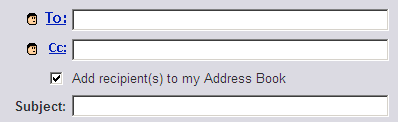 To:
Cc:
Add recipient(s) to my Address Book
Subject: